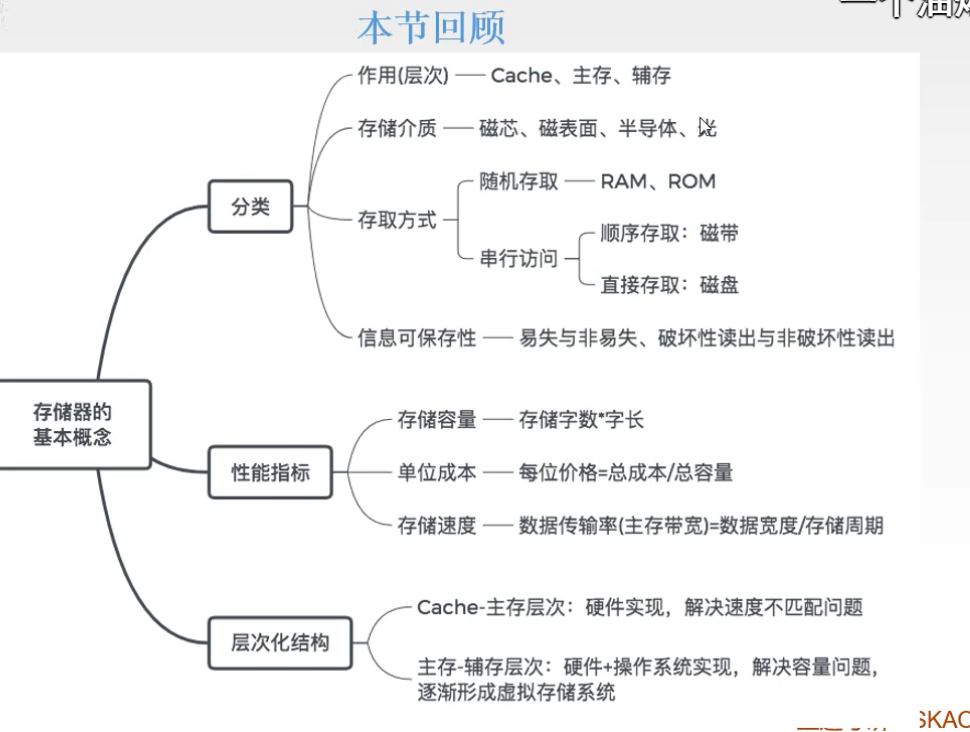 本节回顾
作用(层次) Cache、主存、辅存
存储介质 磁芯、磁表面、半导体、
分类
存取方式
随机存取 RAM、ROM
串行访问
顺序存取：磁带
直接存取：磁盘
信息可保存性 易失与非易失、破坏性读出与非破坏性读出
存储器的
基本概念
性能指标
存储容量 存储字数*字长
单位成本 每位价格=总成本/总容量
存储速度 数据传输率(主存带宽)=数据宽度/存储周期
层次化结构
Cache-主存层次：硬件实现，解决速度不匹配问题
主存-辅存层次：硬件+操作系统实现，解决容量问题，
逐渐形成虚拟存储系统